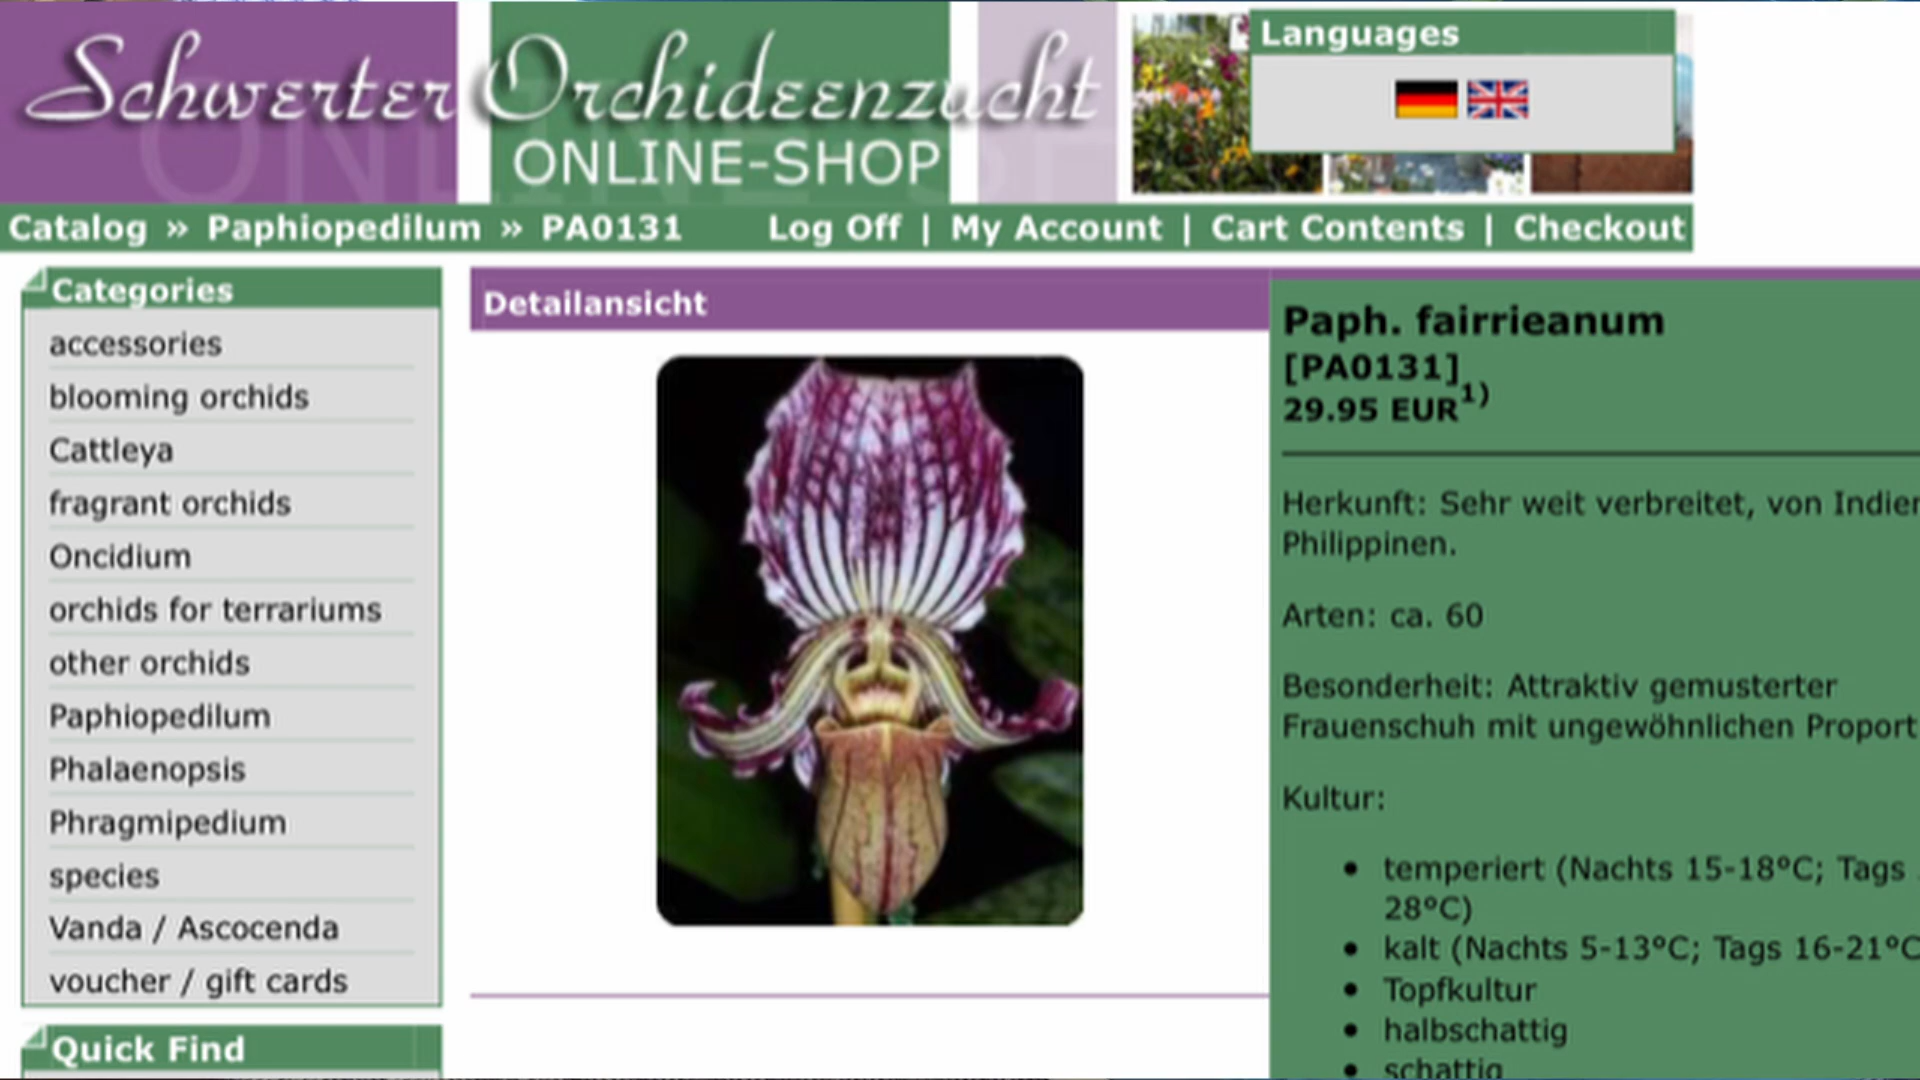 Schwerter Orchideenzucht
ONLINE-SHOP
Languages
Catalog » Paphiopedilum » PA0131 Log Off | My Account | Cart Contents | Checkout
Categories
accessories
blooming orchids
Cattleya
fragrant orchids
Oncidium
orchids for terrariums
other orchids
Paphiopedilum
Phalaenopsis
Phragmipedium
species
Vanda / Ascocenda
voucher / gift cards
Quick Find
Detailansicht
Paph. fairrieanum
[PA0131]
29.95 EUR1)
Herkunft: Sehr weit verbreitet, von
Philippinen.
Arten: ca. 60
Besonderheit: Attraktiv gemusterter
Frauenschuh mit ungewöhnlichen
Kultur:
• temperiert (Nachts 15-18°C; Tags
28°C)
• kalt (Nachts 5-13°C; Tags 16-21°C
• Topfkultur
• halbschattig
• schattig